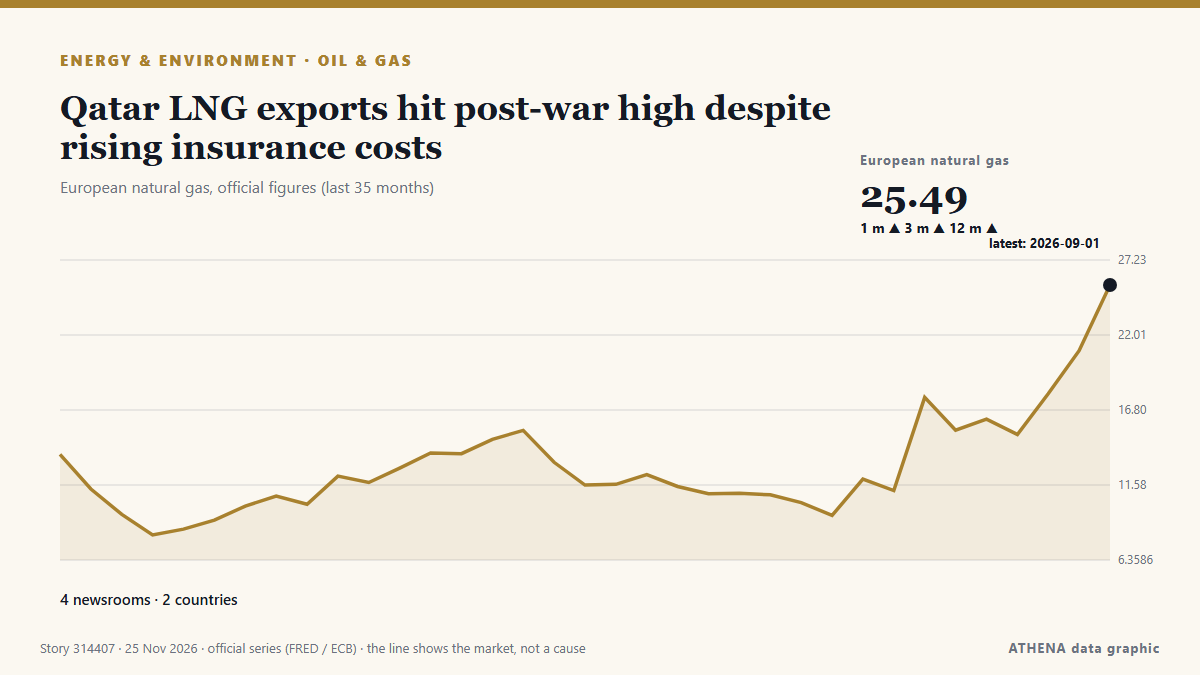 ENERGY & ENVIRONMENT · OIL & GAS
Qatar LNG exports hit post-war high despite
rising insurance costs
European natural gas, official figures (last 35 months)
European natural gas
25.49
1 m ▲ 3 m ▲ 12 m ▲
latest: 2026-09-01
27.23
22.01
16.80
11.58
6.3586
4 newsrooms · 2 countries
Story 314407 · 25 Nov 2026 · official series (FRED / ECB) · the line shows the market, not a cause
ATHENA data graphic